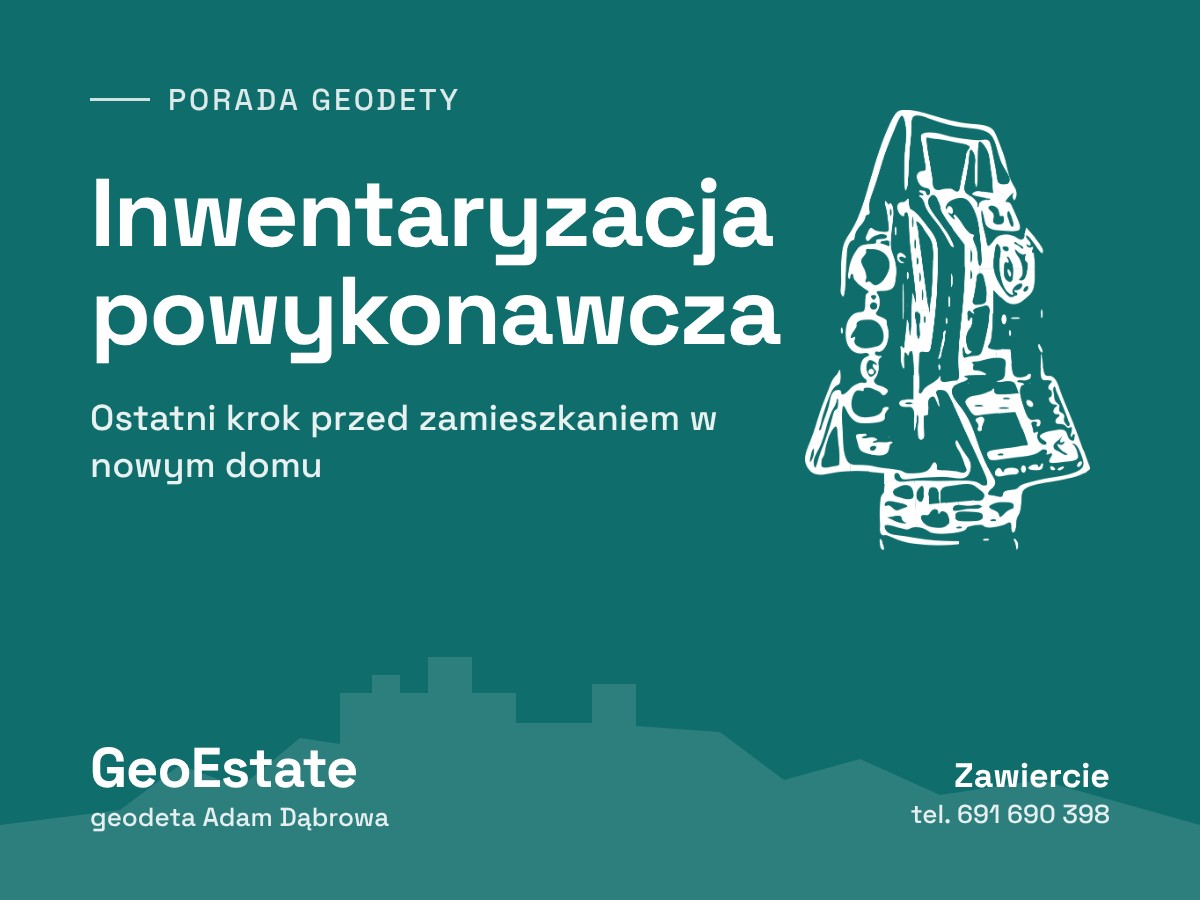 PORADA GEODETY
Inwentaryzacja
powykonawcza
Ostatni krok przed zamieszkaniem w
nowym domu
GeoEstate
geodeta Adam Dąbrowa
Zawiercie
tel. 691 690 398